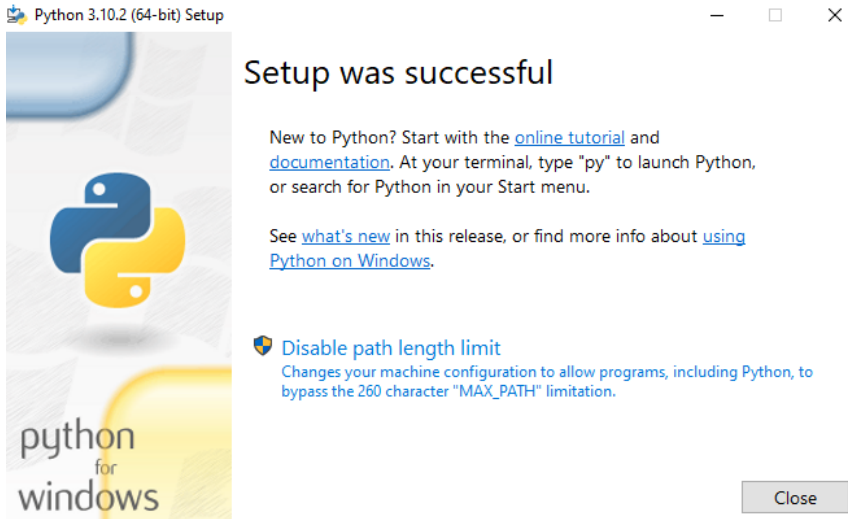 Python 3.10.2 (64-bit) Setup
Setup was successful
New to Python? Start with the online tutorial and
documentation. At your terminal, type "py" to launch Python,
or search for Python in your Start menu.
See what's new in this release, or find more info about using
Python on Windows.
Disable path length limit
Changes your machine configuration to allow programs, including Python, to
bypass the 260 character "MAX_PATH" limitation.
python
for
windows
Close